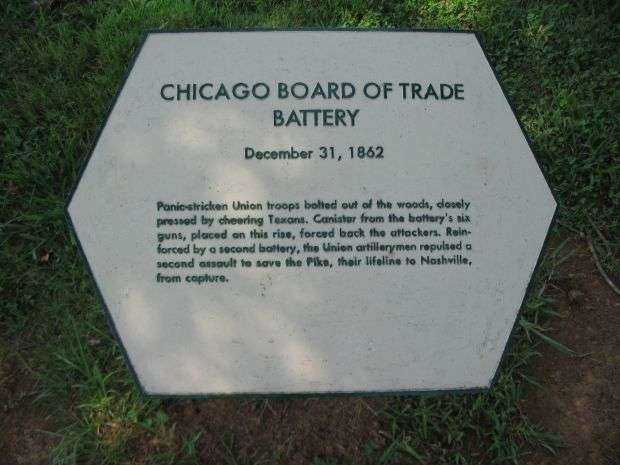 CHICAGO BOARD OF TRADE
BATTERY
December 31, 1862
Panic-stricken Union troops bolted out of the woods, closely
pressed by cheering Texans. Canister from the battery's six
guns, placed on this rise, forced back the attackers. Rein-
forced by a second battery, the Union artillerymen repulsed a
second assault to save the Pike, their lifeline to Nashville,
from capture.